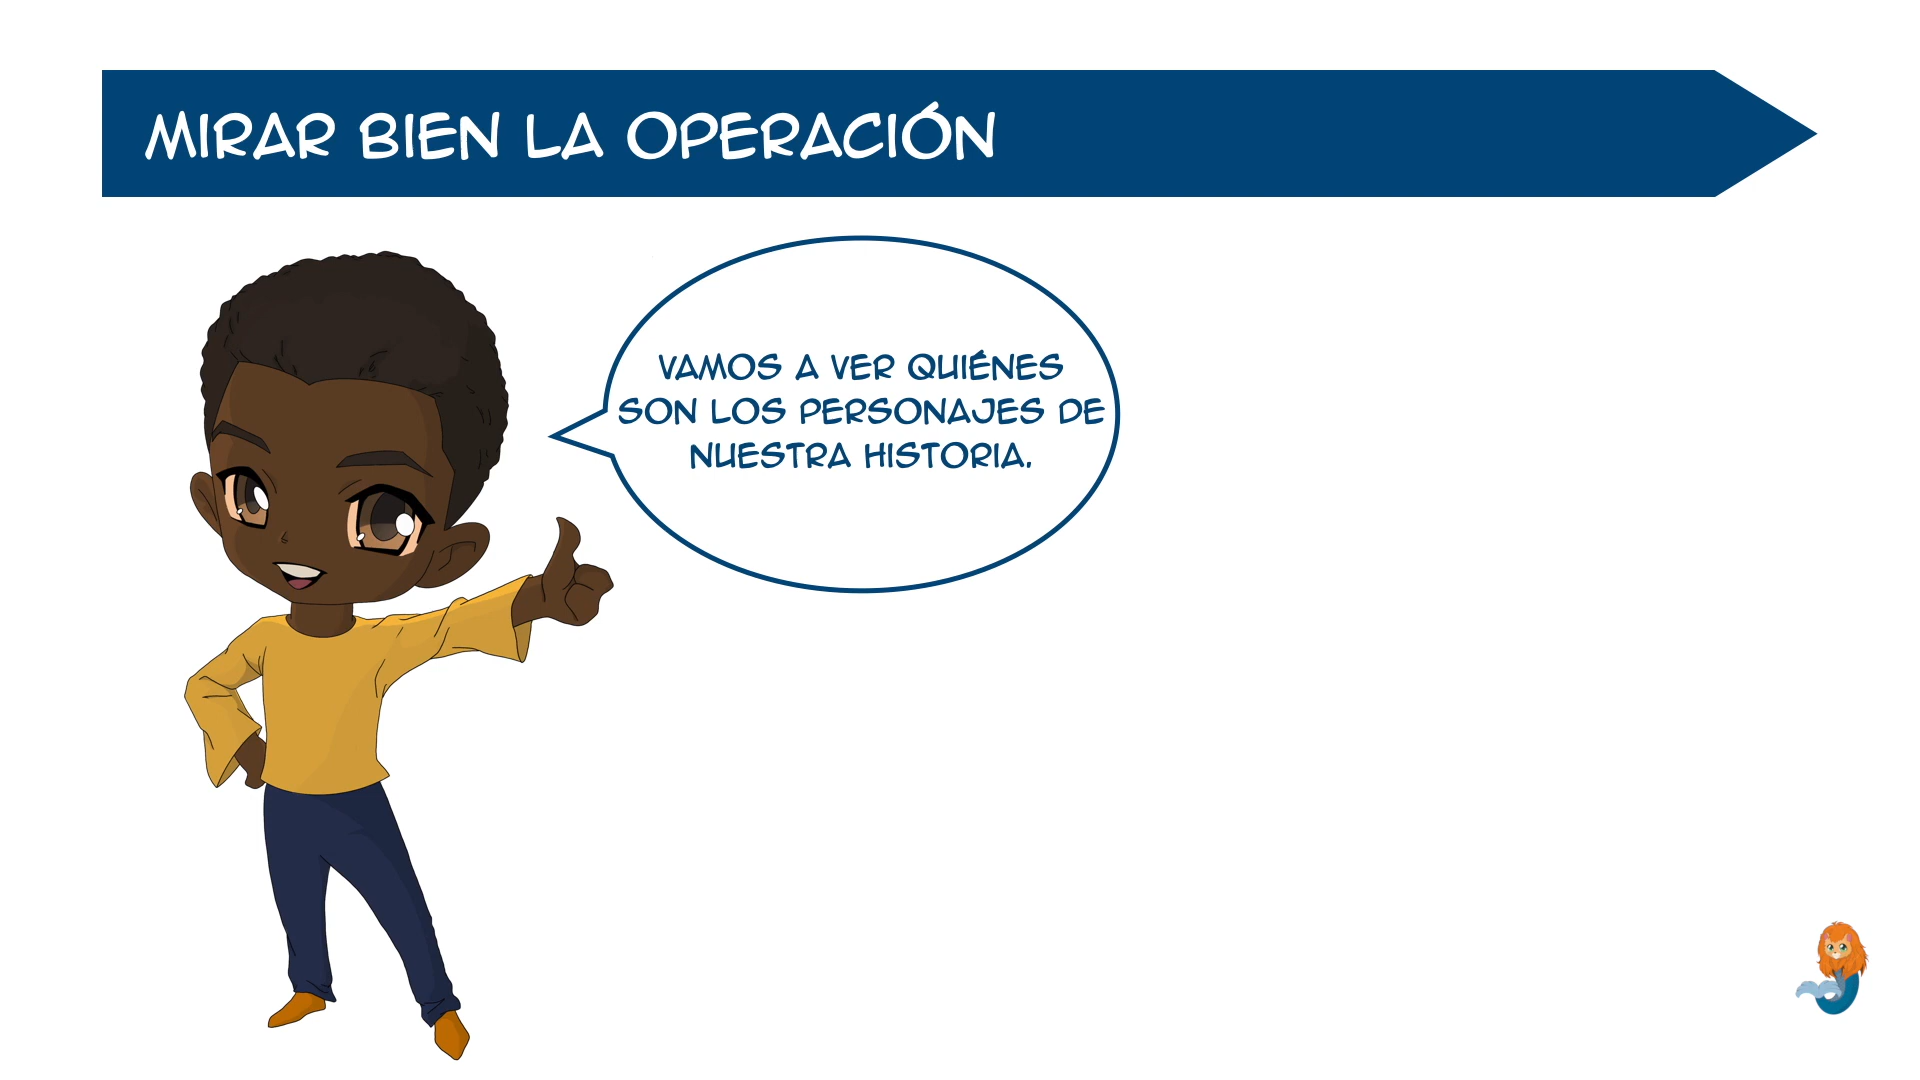 MIRAR BIEN LA OPERACIÓN
VAMOS A VER QUIÉNES
SON LOS PERSONAJES DE
NUESTRA HISTORIA.